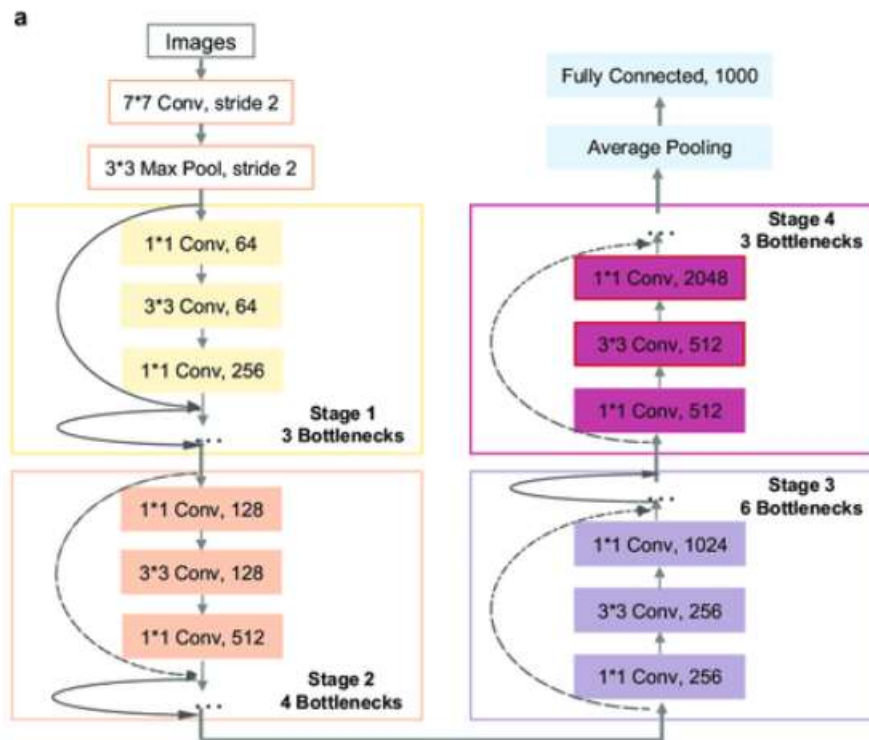 a
Images
7*7 Conv, stride 2
3*3 Max Pool, stride 2
1*1 Conv, 64
3*3 Conv, 64
1*1 Conv, 256
...
Stage 1
3 Bottlenecks
1*1 Conv, 128
3*3 Conv, 128
1*1 Conv, 512
...
Stage 2
4 Bottlenecks
Fully Connected, 1000
Average Pooling
...
Stage 4
3 Bottlenecks
1*1 Conv, 2048
3*3 Conv, 512
1*1 Conv, 512
...
Stage 3
6 Bottlenecks
1*1 Conv, 1024
3*3 Conv, 256
1*1 Conv, 256